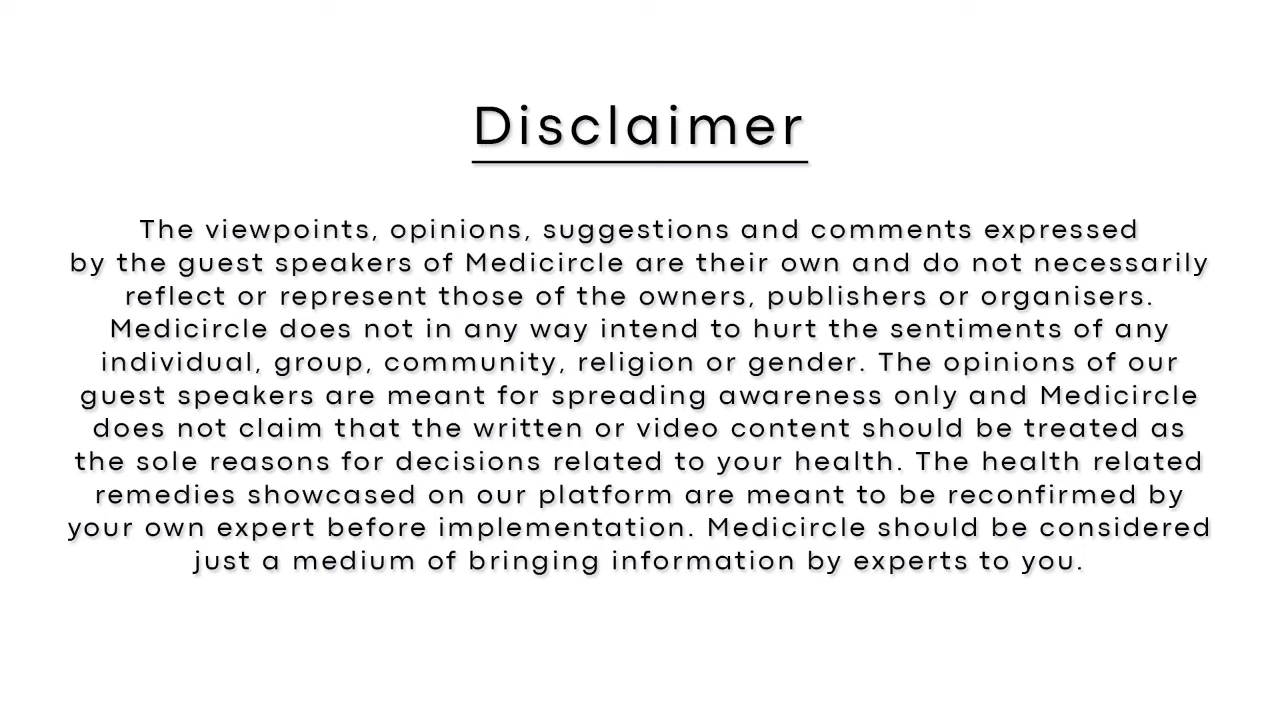 Disclaimer
The viewpoints, opinions, suggestions and comments expressed
by the guest speakers of Medicircle are their own and do not necessarily
reflect or represent those of the owners, publishers or organisers.
Medicircle does not in any way intend to hurt the sentiments of any
individual, group, community, religion or gender. The opinions of our
guest speakers are meant for spreading awareness only and Medicircle
does not claim that the written or video content should be treated as
the sole reasons for decisions related to your health. The health related
remedies showcased on our platform are meant to be reconfirmed by
your own expert before implementation. Medicircle should be considered
just a medium of bringing information by experts to you.